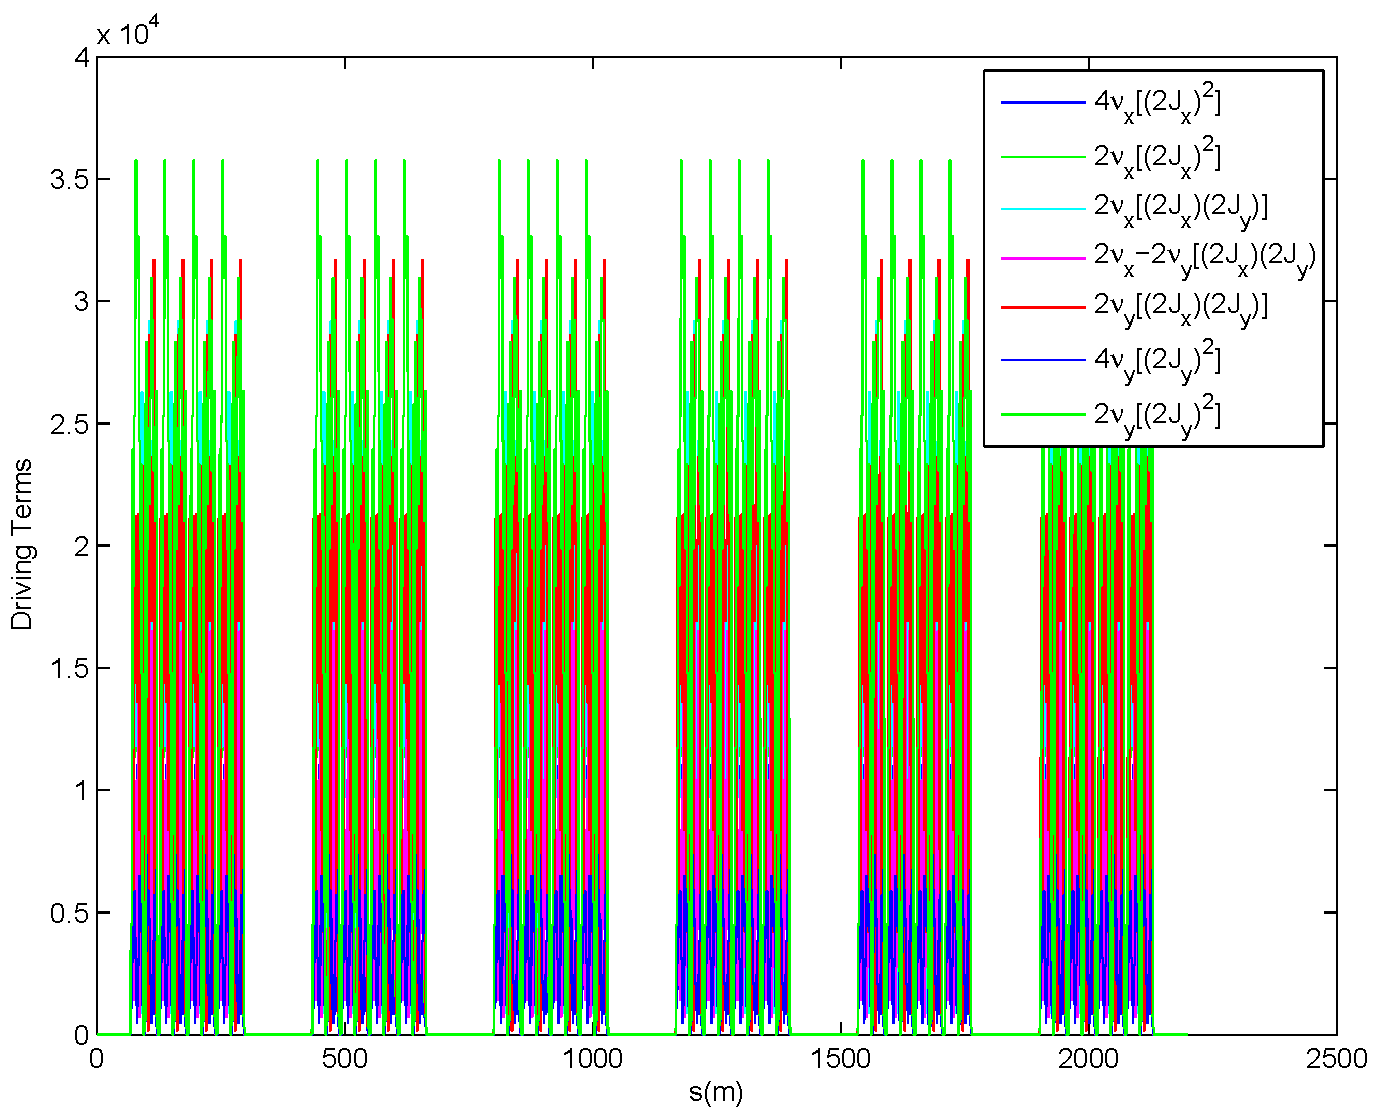 x 10^4
4
3.5
3
2.5
2
1.5
1
0.5
0
0 500 1000 1500 2000 2500
s(m)
Driving Terms
4ν_x[(2J_x)^2]
2ν_x[(2J_x)^2]
2ν_x[(2J_x)(2J_y)]
2ν_x−2ν_y[(2J_x)(2J_y)
2ν_y[(2J_x)(2J_y)]
4ν_y[(2J_y)^2]
2ν_y[(2J_y)^2]